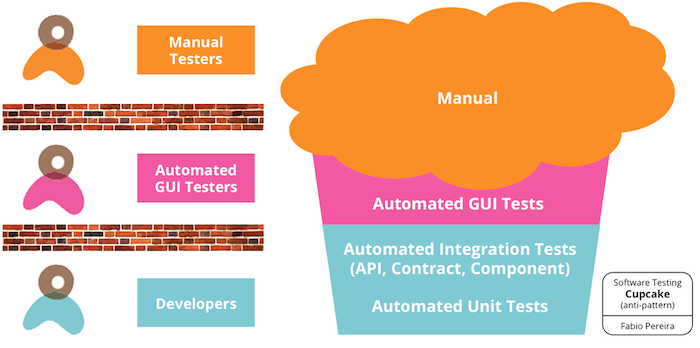 Manual
Testers
Automated
GUI Testers
Developers
Manual
Automated GUI Tests
Automated Integration Tests
(API, Contract, Component)
Automated Unit Tests
Software Testing
Cupcake
(anti-pattern)
Fabio Pereira